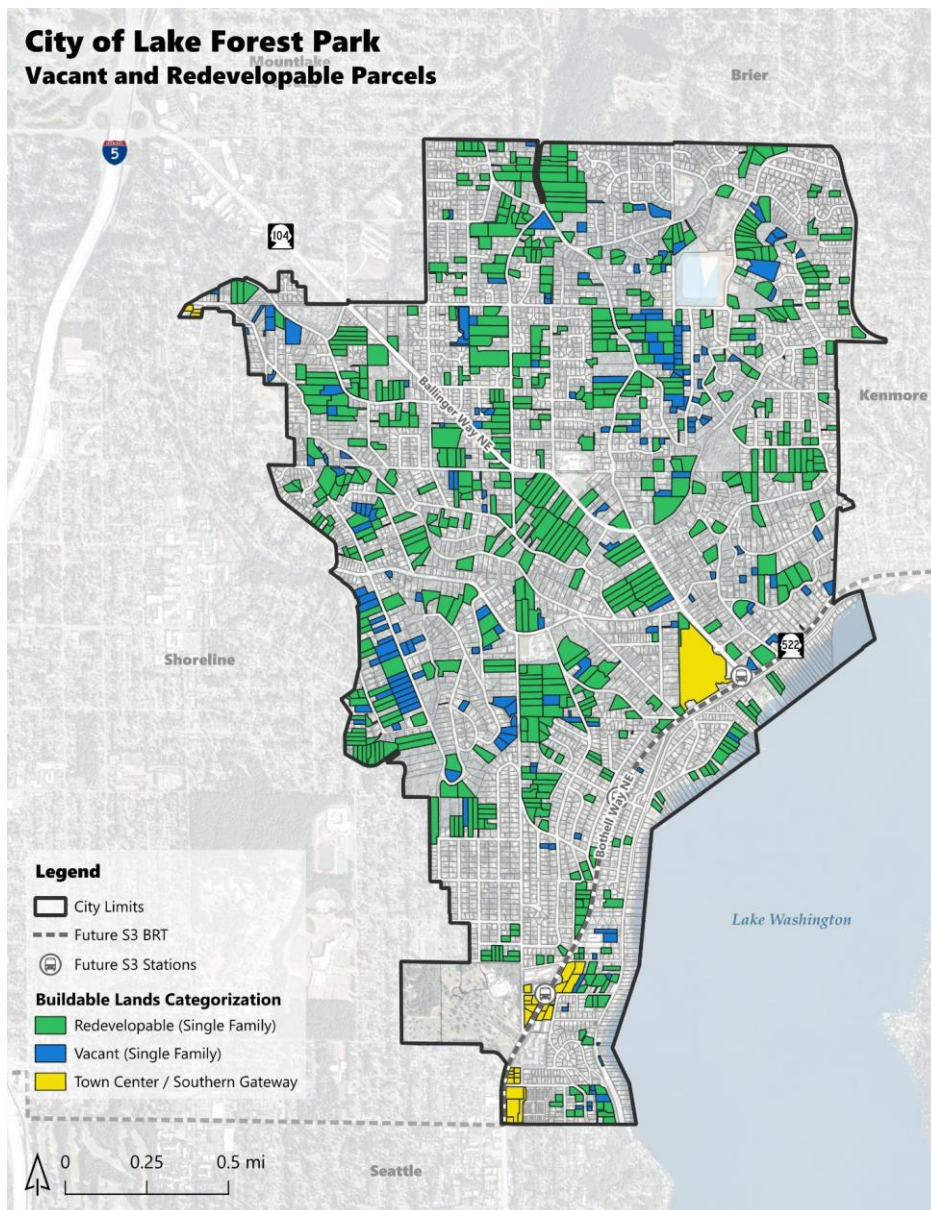 City of Lake Forest Park
Vacant and Redevelopable Parcels
Mountlake
Brier
5
104
Ballinger Way NE
Kenmore
Shoreline
522
Bothell Way NE
Lake Washington
Seattle
Legend
City Limits
Future S3 BRT
Future S3 Stations
Buildable Lands Categorization
Redevelopable (Single Family)
Vacant (Single Family)
Town Center / Southern Gateway
0 0.25 0.5 mi